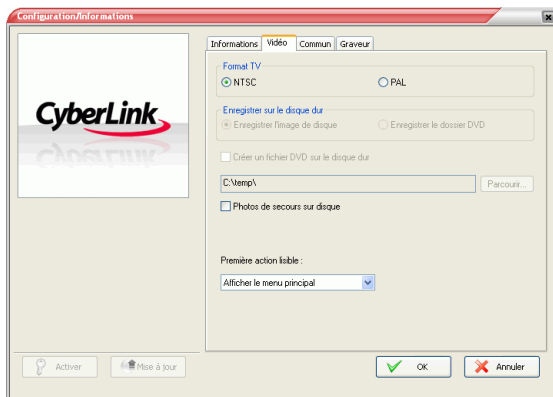 Configuration/Informations
CyberLink
Informations
Vidéo
Commun
Graveur
Format TV
NTSC
PAL
Enregistrer sur le disque dur
Enregistrer l'image de disque
Enregistrer le dossier DVD
Créer un fichier DVD sur le disque dur
C:\temp\
Parcourir...
Photos de secours sur disque
Première action lisible :
Afficher le menu principal
Activer
Mise à jour
OK
Annuler